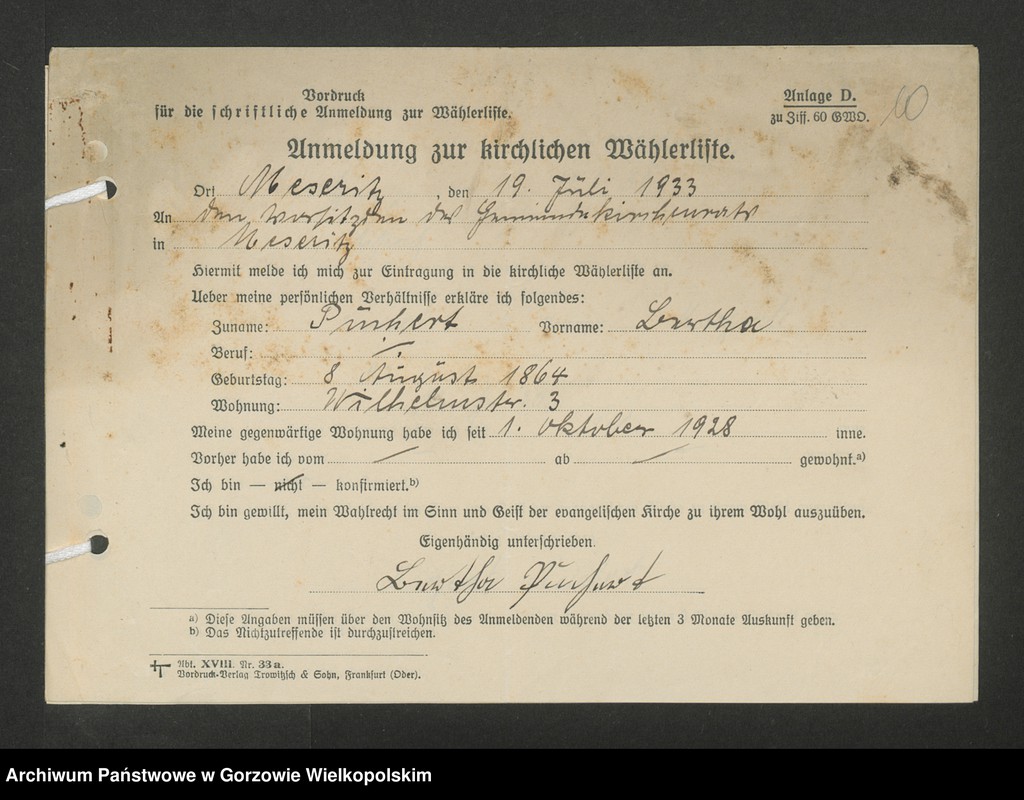 Vordruck
für die schriftliche Anmeldung zur Wählerliste.
Anlage D.
zu Ziff. 60 GWO.
60
Anmeldung zur kirchlichen Wählerliste.
Ort Meseritz, den 19. Juli 1933
An den Vorsitzden des Gemeindekirchenrats
in Meseritz
Hiermit melde ich mich zur Eintragung in die kirchliche Wählerliste an.
Ueber meine persönlichen Verhältnisse erkläre ich folgendes:
Zuname: Püchert Vorname: Bertha
Beruf: /.
Geburtstag: 8 August 1864
Wohnung: Wilhelmstr. 3
Meine gegenwärtige Wohnung habe ich seit 1. Oktober 1928 inne.
Vorher habe ich vom / ab / gewohnt.a)
Ich bin — nicht — konfirmiert.b)
Ich bin gewillt, mein Wahlrecht im Sinn und Geist der evangelischen Kirche zu ihrem Wohl auszuüben.
Eigenhändig unterschrieben.
Bertha Püchert
a) Diese Angaben müssen über den Wohnsitz des Anmeldenden während der letzten 3 Monate Auskunft geben.
b) Das Nichtzutreffende ist durchzustreichen.
Abt. XVIII. Nr. 33a.
Vordruck-Verlag Trowitzsch & Sohn, Frankfurt (Oder).
Archiwum Państwowe w Gorzowie Wielkopolskim